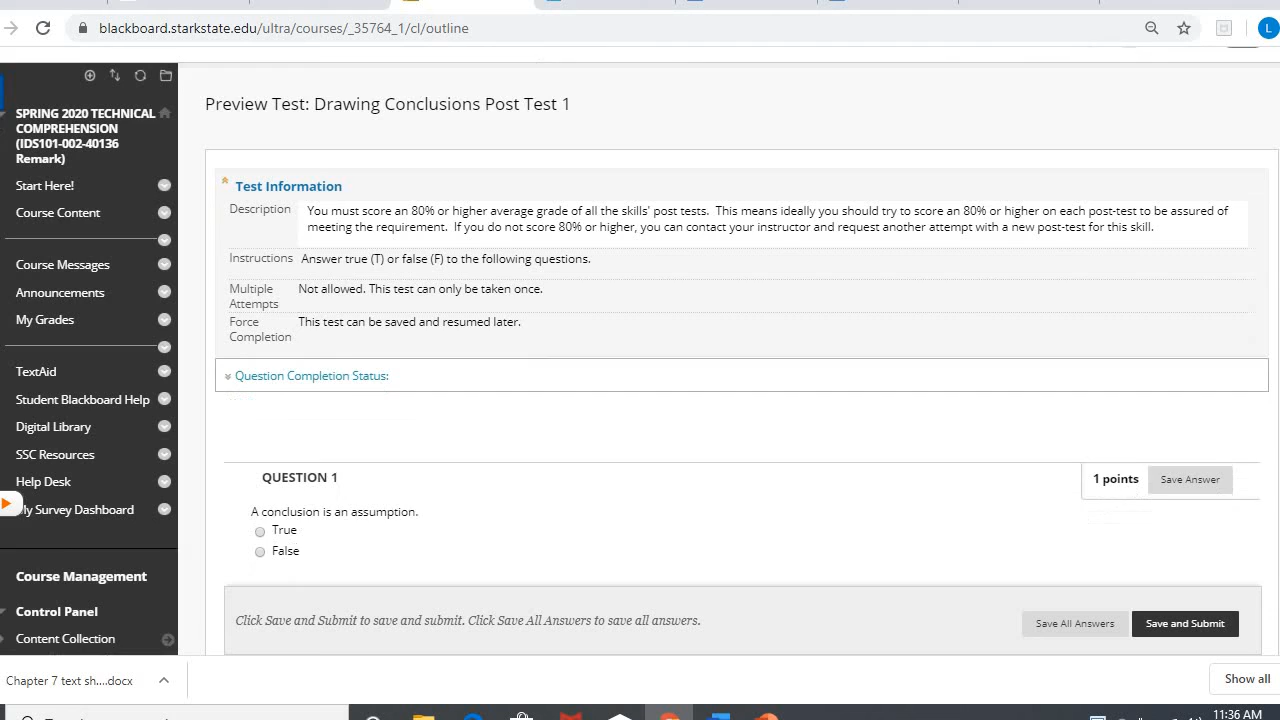 blackboard.starkstate.edu/ultra/courses/_35764_1/cl/outline
L
SPRING 2020 TECHNICAL
COMPREHENSION
(IDS101-002-40136
Remark)
Start Here!
Course Content
Course Messages
Announcements
My Grades
TextAid
Student Blackboard Help
Digital Library
SSC Resources
Help Desk
My Survey Dashboard
Course Management
Control Panel
Content Collection
Preview Test: Drawing Conclusions Post Test 1
Test Information
Description You must score an 80% or higher average grade of all the skills' post tests. This means ideally you should try to score an 80% or higher on each post-test to be assured of
meeting the requirement. If you do not score 80% or higher, you can contact your instructor and request another attempt with a new post-test for this skill.
Instructions Answer true (T) or false (F) to the following questions.
Multiple Not allowed. This test can only be taken once.
Attempts
Force This test can be saved and resumed later.
Completion
Question Completion Status:
QUESTION 1
1 points Save Answer
A conclusion is an assumption.
True
False
Click Save and Submit to save and submit. Click Save All Answers to save all answers.
Save All Answers Save and Submit
Chapter 7 text sh....docx
Show all
11:36 AM